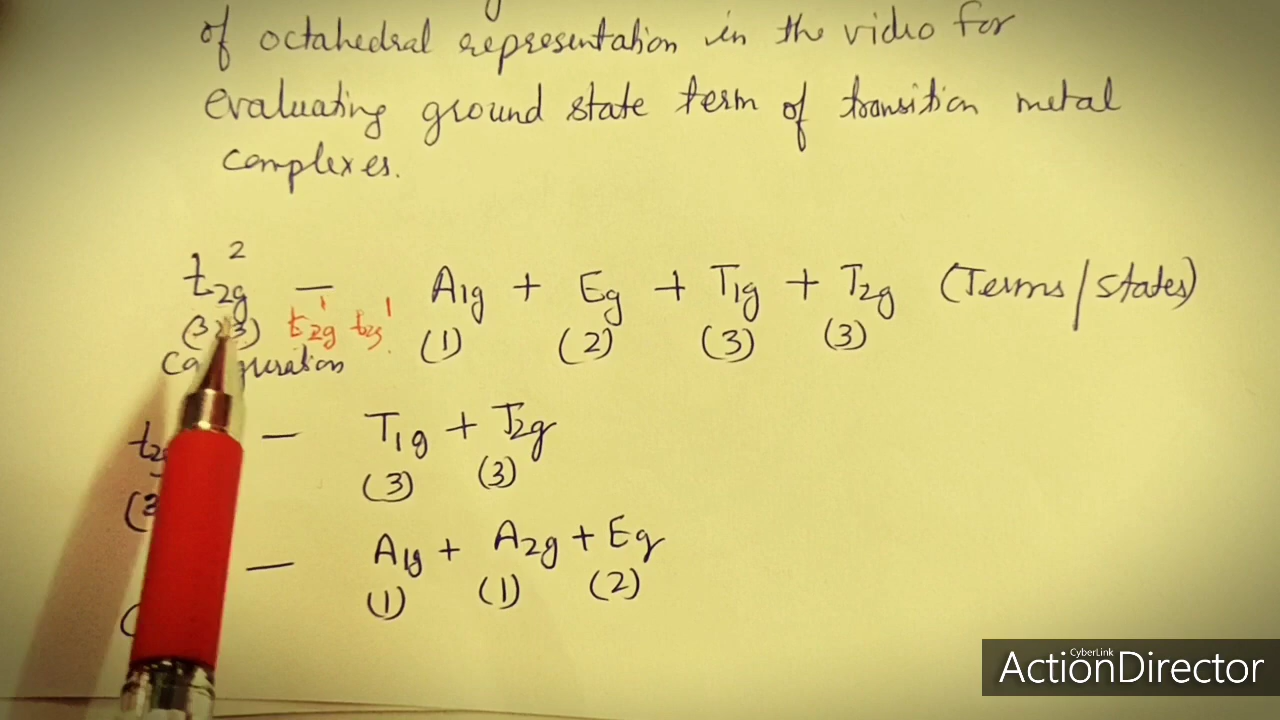 of octahedral representation in the video for
evaluating ground state term of transition metal
complexes.
t₂g² — A₁g + Eg + T₁g + T₂g (Terms/states)
(3×3) t₂g¹ t₂g¹. (1) (2) (3) (3)
— T₁g + T₂g
(3) (3)
— A₁g + A₂g + Eg
(1) (1) (2)
CyberLink
ActionDirector